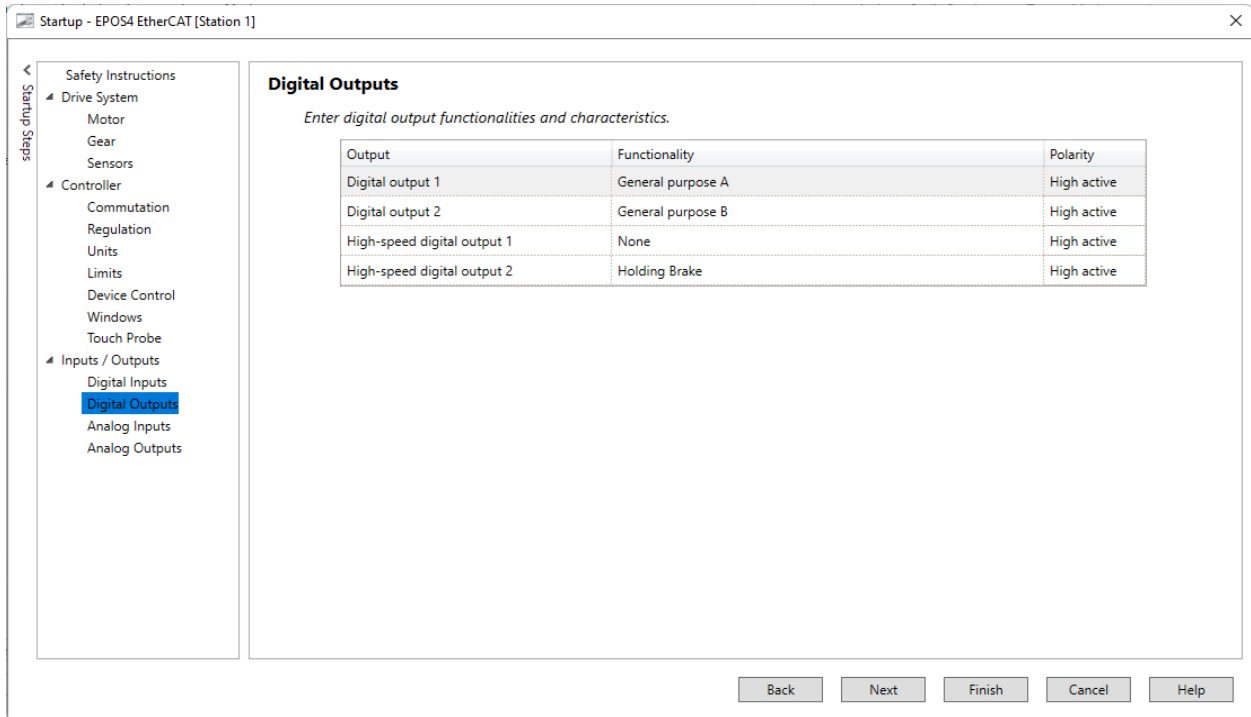 Startup - EPOS4 EtherCAT [Station 1]
Startup Steps
Safety Instructions
Drive System
Motor
Gear
Sensors
Controller
Commutation
Regulation
Units
Limits
Device Control
Windows
Touch Probe
Inputs / Outputs
Digital Inputs
Digital Outputs
Analog Inputs
Analog Outputs
Digital Outputs
Enter digital output functionalities and characteristics.
Output Functionality Polarity
Digital output 1 General purpose A High active
Digital output 2 General purpose B High active
High-speed digital output 1 None High active
High-speed digital output 2 Holding Brake High active
Back Next Finish Cancel Help